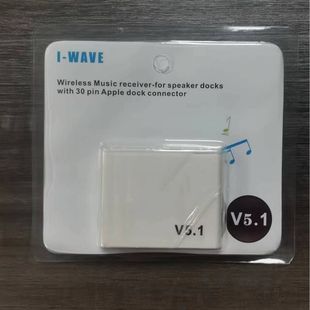 I-WAVE
Wireless Music receiver-for speaker docks
with 30 pin Apple dock connector
V5.1
V5.1